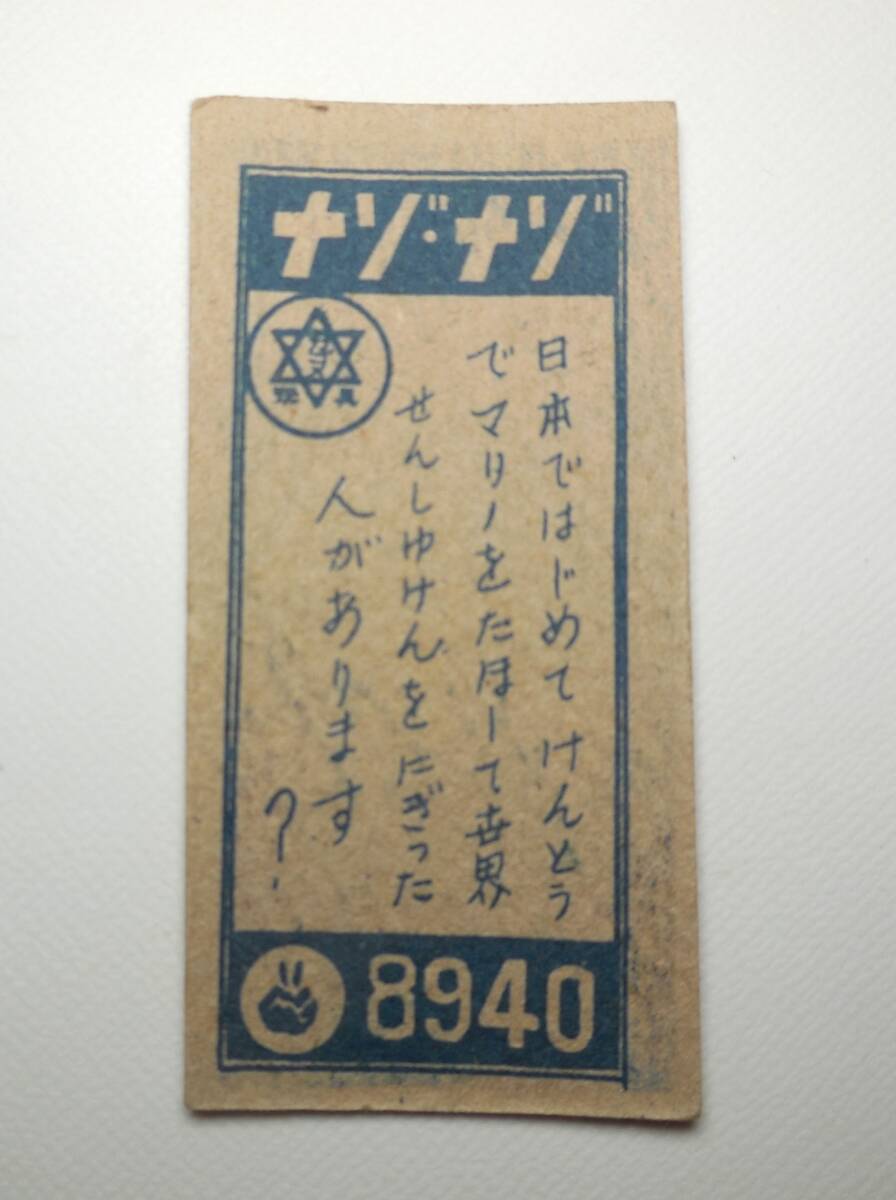 ナゾ・ナゾ
日本ではじめてけんとう
でマリノをたほーて世界
せんしゆけんをにぎった
人があります
?
8940